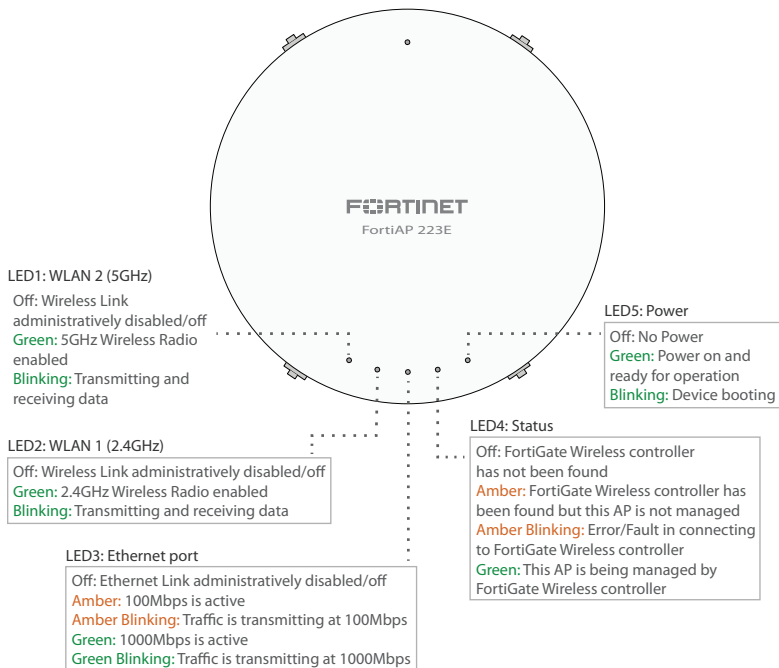 FORTINET
FortiAP 223E
LED1: WLAN 2 (5GHz)
Off: Wireless Link
administratively disabled/off
Green: 5GHz Wireless Radio
enabled
Blinking: Transmitting and
receiving data
LED2: WLAN 1 (2.4GHz)
Off: Wireless Link administratively disabled/off
Green: 2.4GHz Wireless Radio enabled
Blinking: Transmitting and receiving data
LED3: Ethernet port
Off: Ethernet Link administratively disabled/off
Amber: 100Mbps is active
Amber Blinking: Traffic is transmitting at 100Mbps
Green: 1000Mbps is active
Green Blinking: Traffic is transmitting at 1000Mbps
LED4: Status
Off: FortiGate Wireless controller
has not been found
Amber: FortiGate Wireless controller has
been found but this AP is not managed
Amber Blinking: Error/Fault in connecting
to FortiGate Wireless controller
Green: This AP is being managed by
FortiGate Wireless controller
LED5: Power
Off: No Power
Green: Power on and
ready for operation
Blinking: Device booting